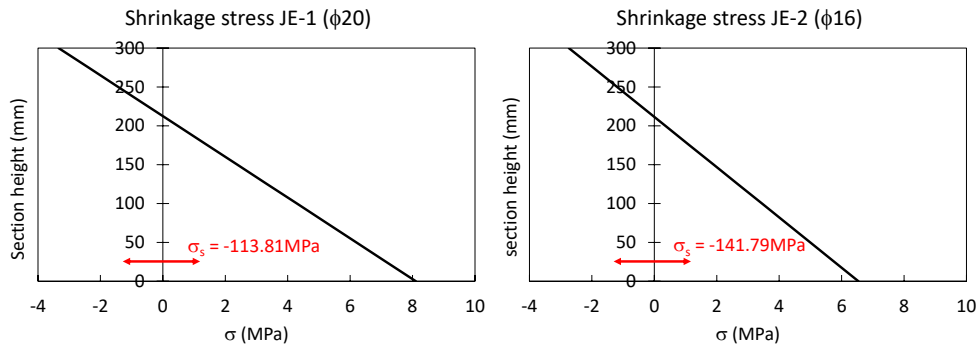 Shrinkage stress JE-1 (ϕ20)
Section height (mm)
300
250
200
150
100
50
0
σₛ = -113.81MPa
-4 -2 0 2 4 6 8 10
σ (MPa)
Shrinkage stress JE-2 (ϕ16)
section height (mm)
300
250
200
150
100
50
0
σₛ = -141.79MPa
-4 -2 0 2 4 6 8 10
σ (MPa)